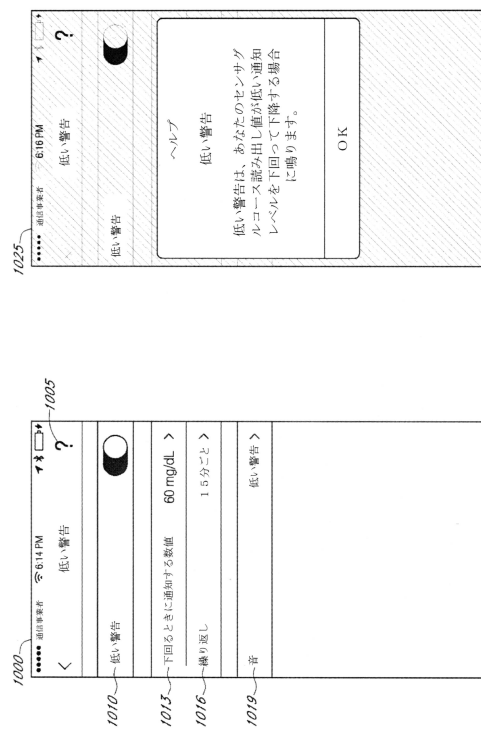 1000
••••• 通信事業者 6:14 PM
< 低い警告 ?
1005
1010
低い警告
1013
下回るときに通知する数値 60 mg/dL >
1016
繰り返し 15分ごと >
1019
音 低い警告 >
1025
••••• 通信事業者 6:16 PM
低い警告 ?
低い警告
ヘルプ
低い警告
低い警告は、あなたのセンサグ
ルコース読み出し値が低い通知
レベルを下回って下降する場合
に鳴ります。
OK